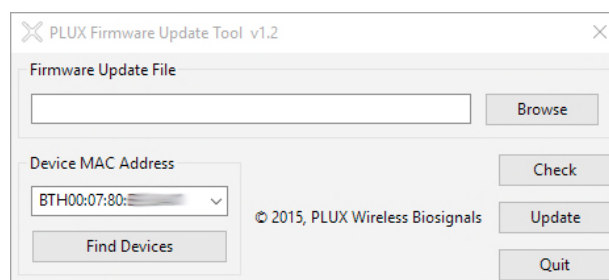 PLUX Firmware Update Tool v1.2
Firmware Update File
Browse
Device MAC Address
BTH00:07:80:
Find Devices
© 2015, PLUX Wireless Biosignals
Check
Update
Quit